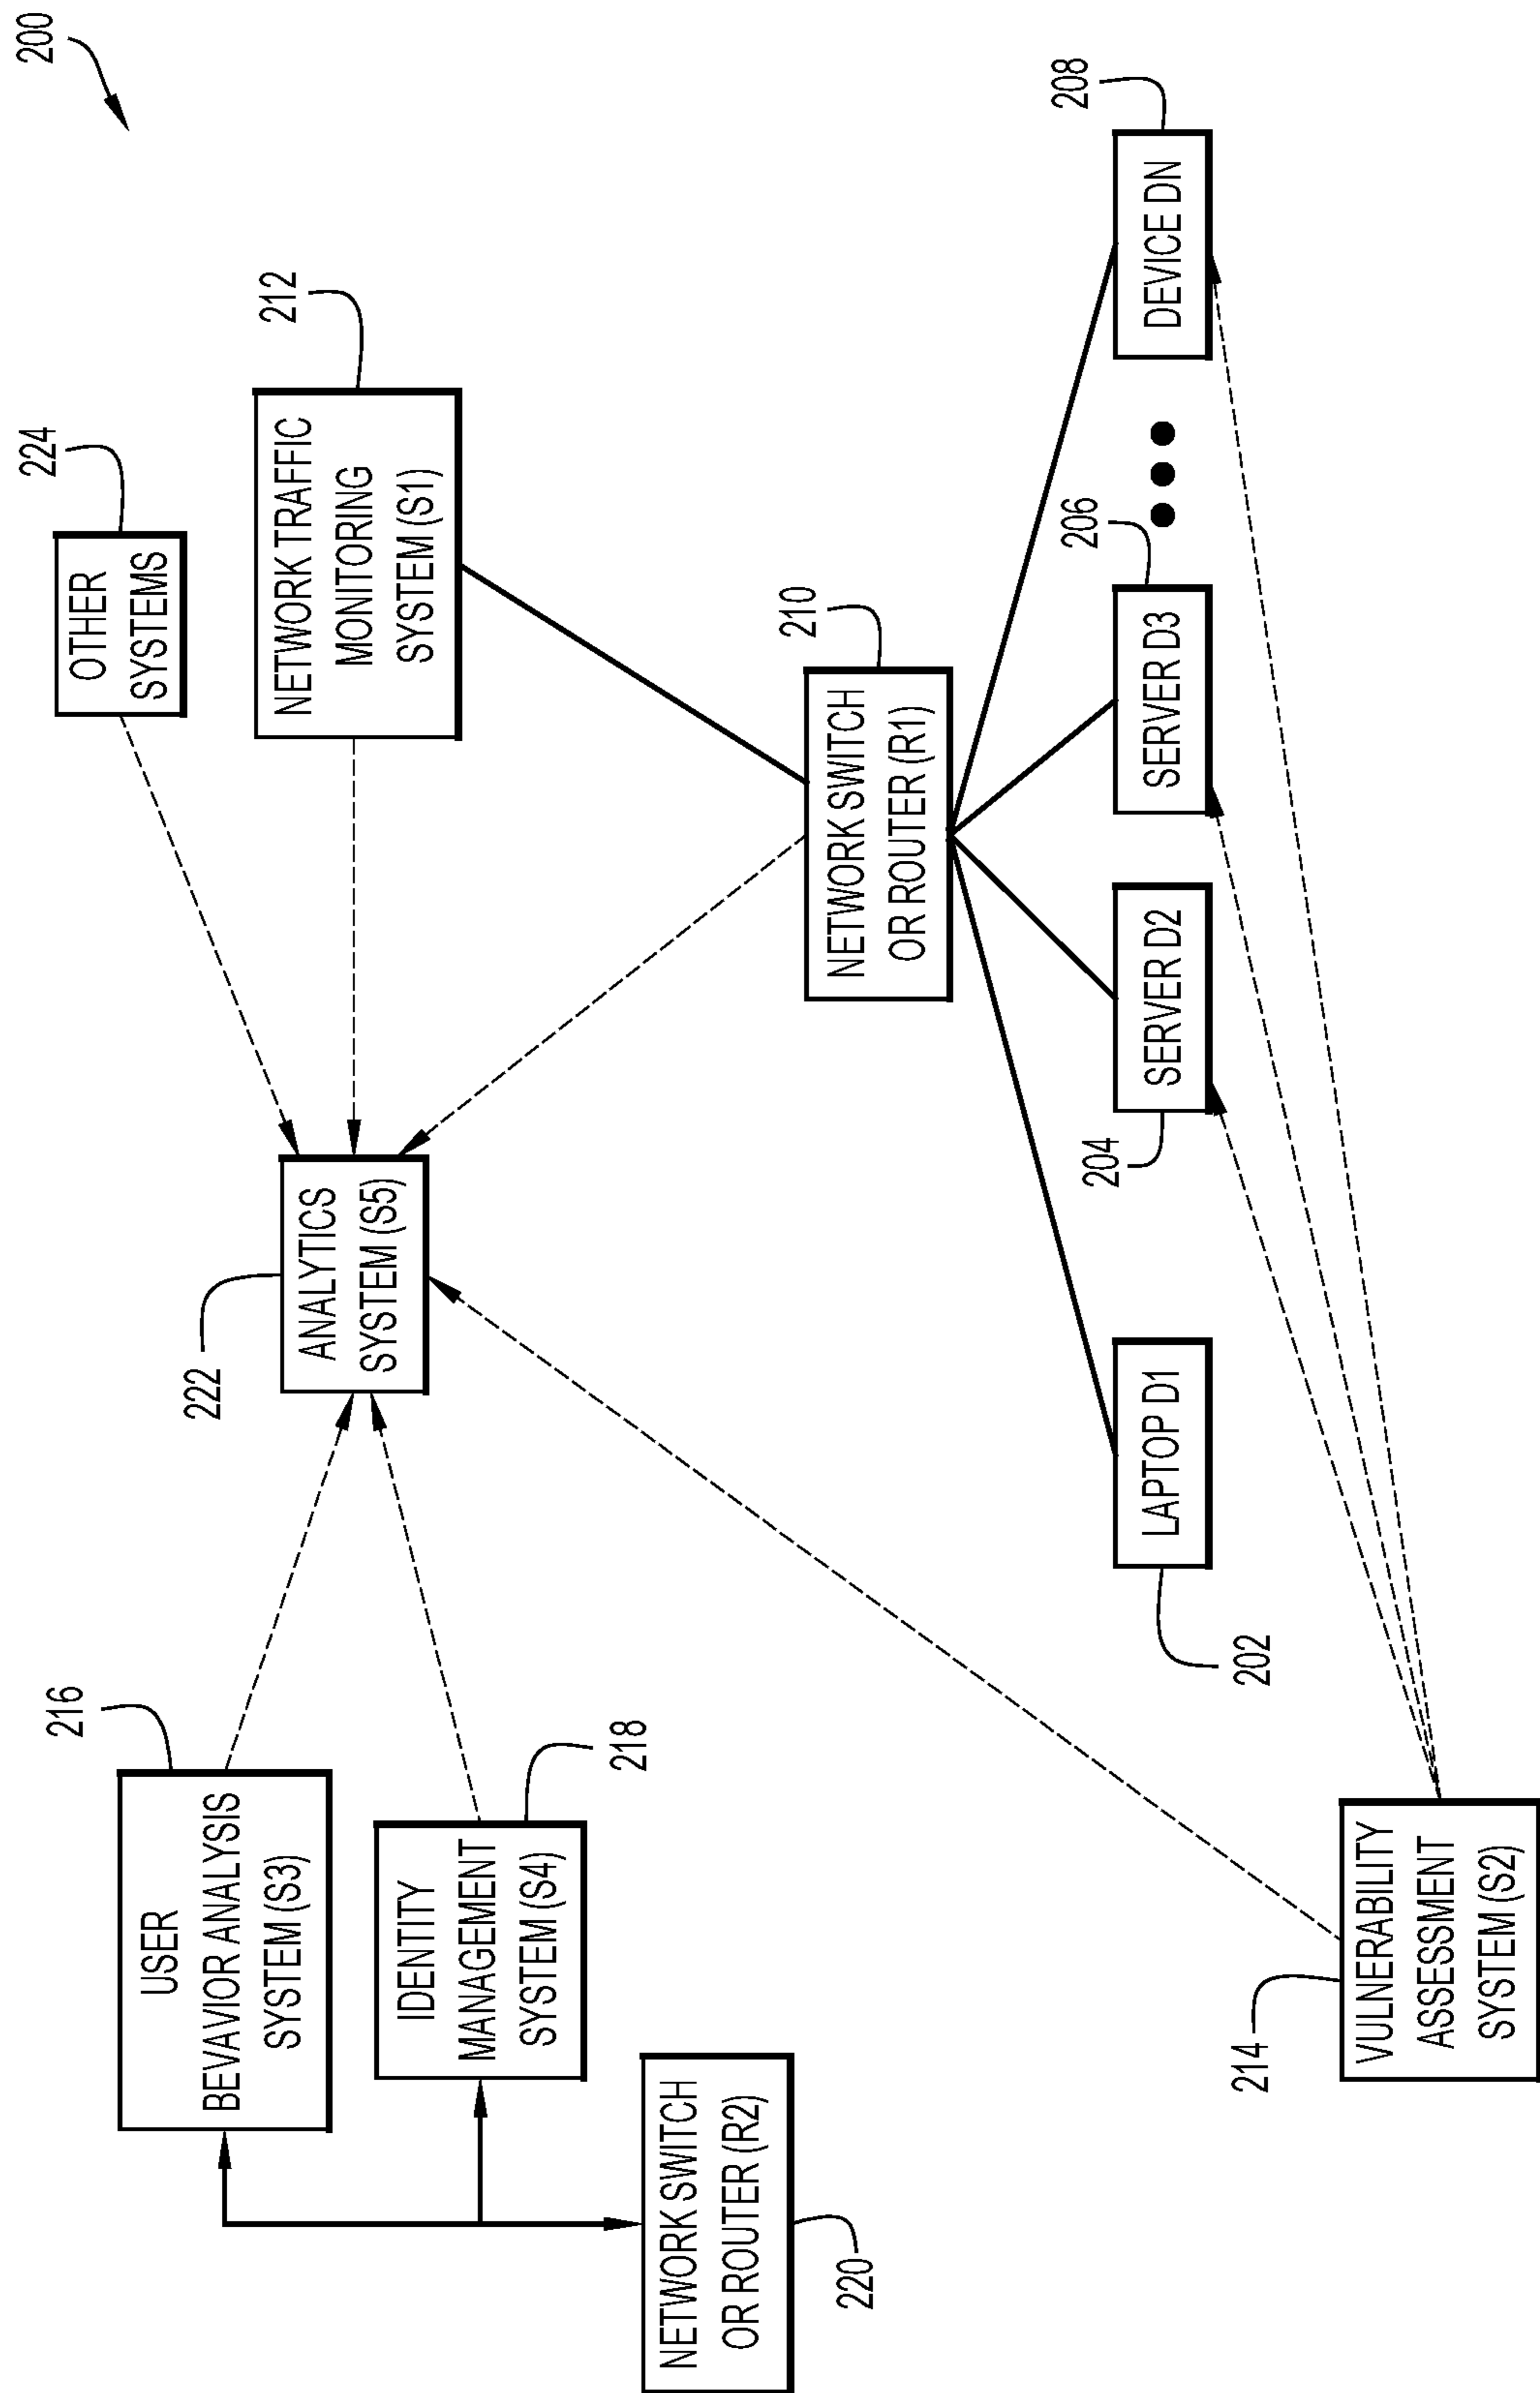 200
224
OTHER
SYSTEMS
212
NETWORK TRAFFIC
MONITORING
SYSTEM (S1)
216
USER
BEVAVIOR ANALYSIS
SYSTEM (S3)
222
ANALYTICS
SYSTEM (S5)
IDENTITY
MANAGEMENT
SYSTEM (S4)
218
NETWORK SWITCH
OR ROUTER (R2)
220
210
NETWORK SWITCH
OR ROUTER (R1)
202
LAPTOP D1
204
SERVER D2
206
SERVER D3
208
DEVICE DN
214
VULNERABILITY
ASSESSMENT
SYSTEM (S2)